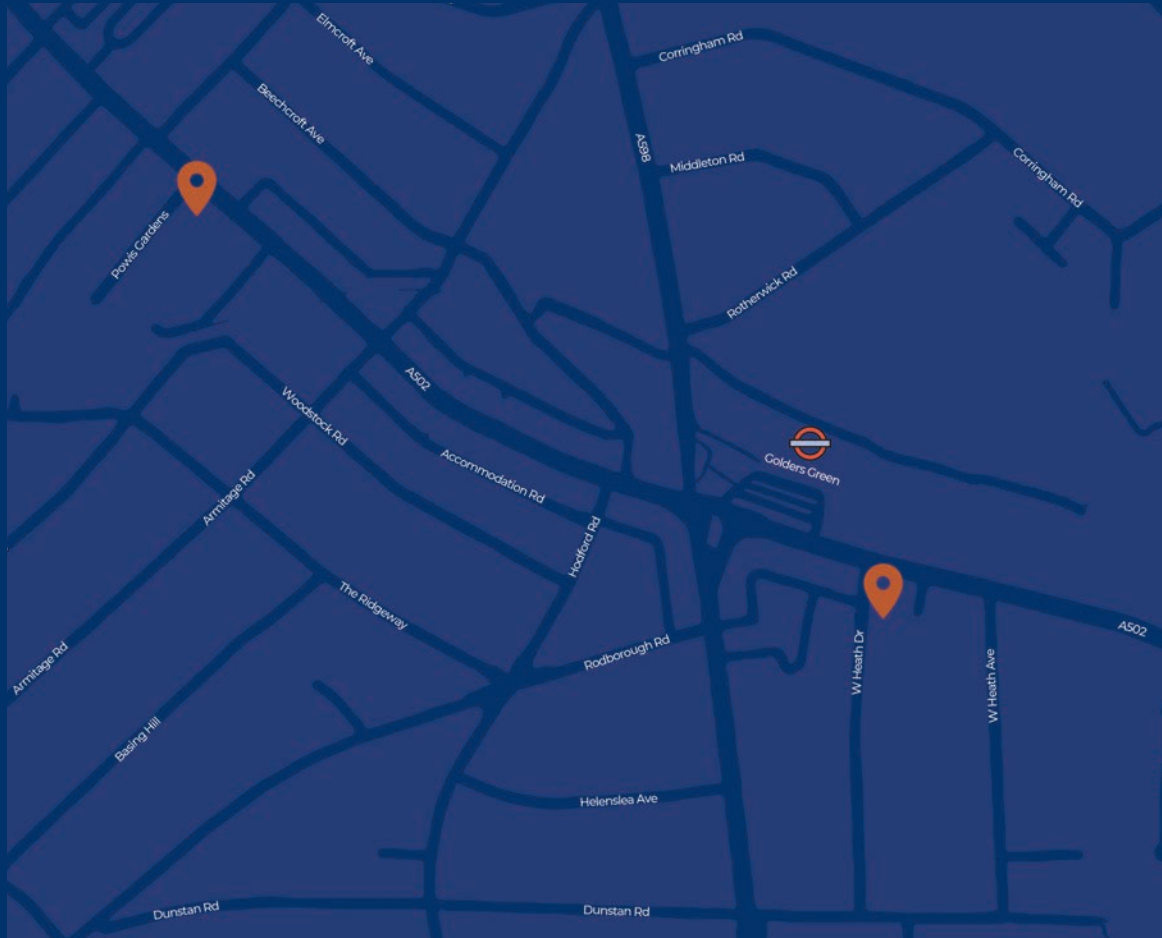 Elmcroft Ave
Corringham Rd
Beechcroft Ave
A598
Middleton Rd
Corringham Rd
Powis Gardens
Rotherwick Rd
A502
Woodstock Rd
Golders Green
Accommodation Rd
Armitage Rd
Hodford Rd
The Ridgeway
A502
Rodborough Rd
W Heath Dr
W Heath Ave
Armitage Rd
Basing Hill
Helenslea Ave
Dunstan Rd
Dunstan Rd